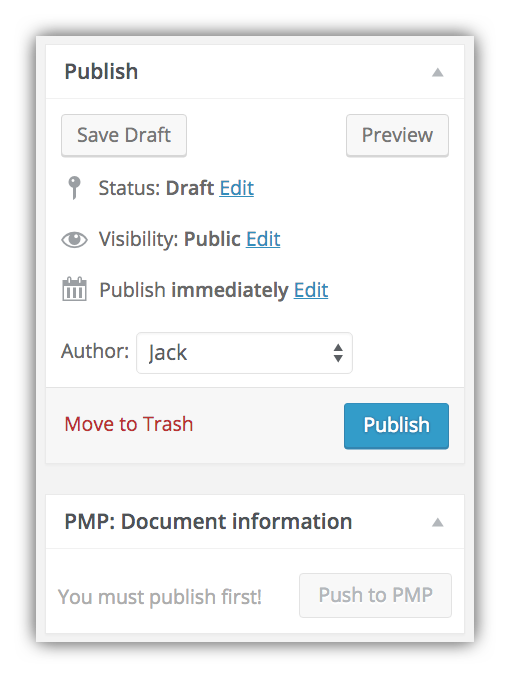 Publish
Save Draft Preview
Status: Draft Edit
Visibility: Public Edit
Publish immediately Edit
Author: Jack
Move to Trash Publish
PMP: Document information
You must publish first! Push to PMP